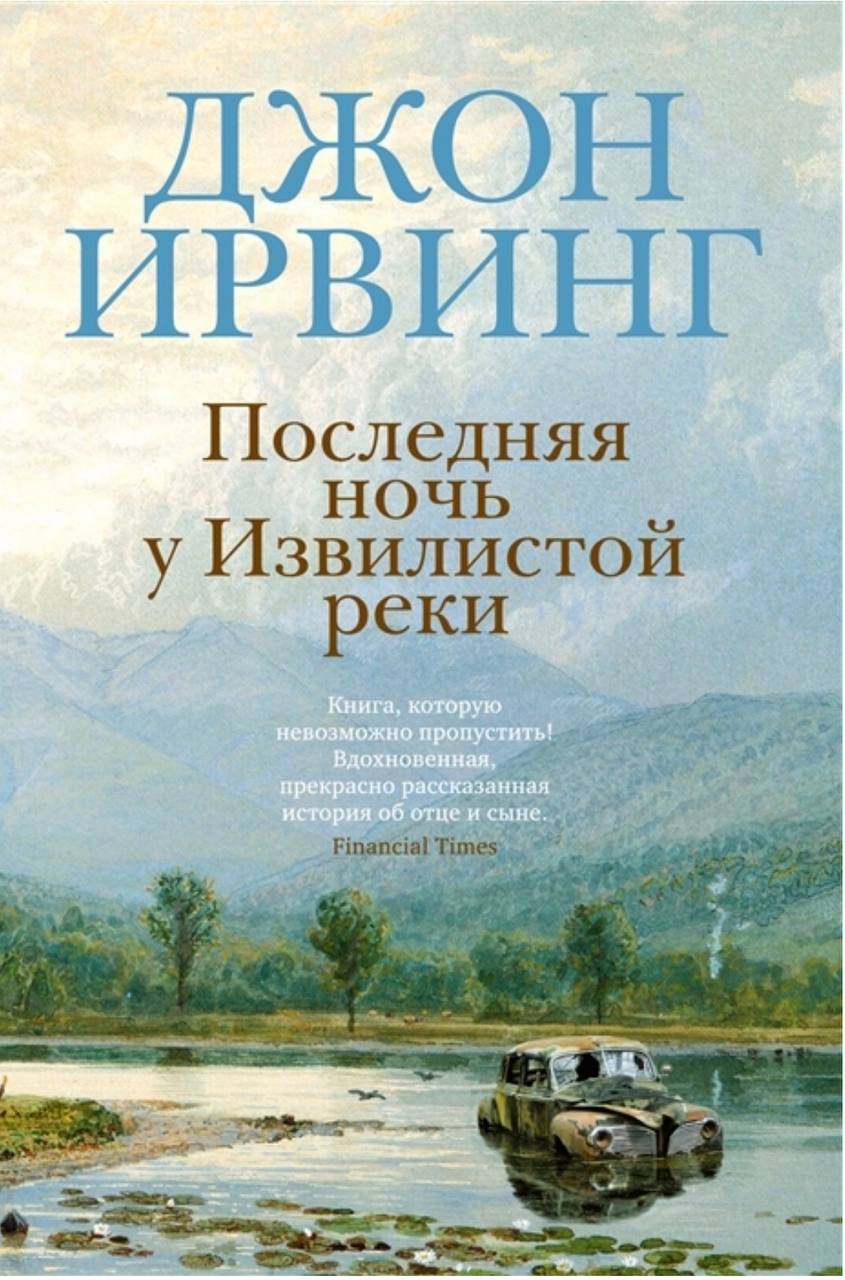 ДЖОН
ИРВИНГ
Последняя
ночь
у Извилистой
реки
Книга, которую
невозможно пропустить!
Вдохновенная,
прекрасно рассказанная
история об отце и сыне.
Financial Times